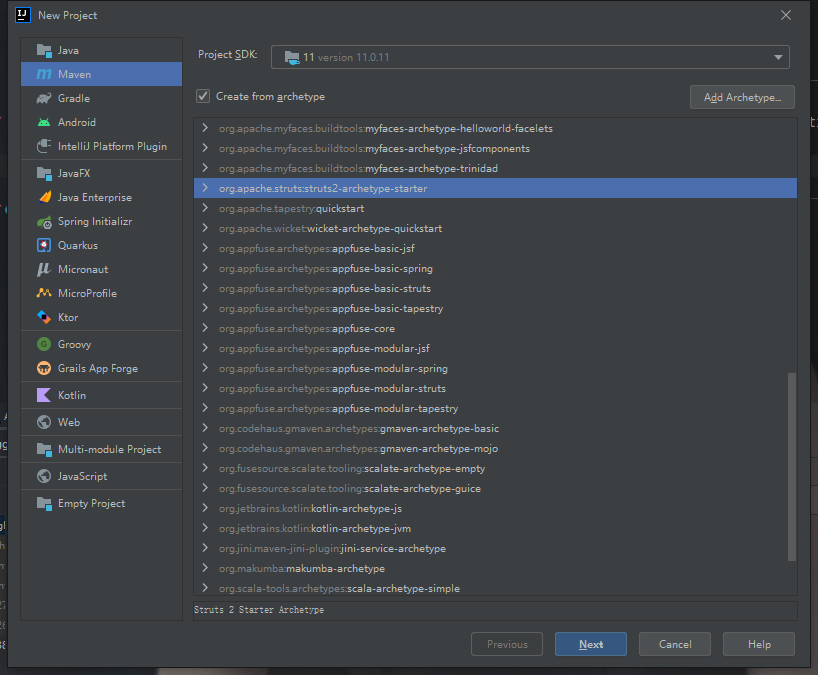 New Project
Java
Maven
Gradle
Android
IntelliJ Platform Plugin
JavaFX
Java Enterprise
Spring Initializr
Quarkus
Micronaut
MicroProfile
Ktor
Groovy
Grails App Forge
Kotlin
Web
Multi-module Project
JavaScript
Empty Project
Project SDK:
11 version 11.0.11
Create from archetype
Add Archetype...
org.apache.myfaces.buildtools:myfaces-archetype-helloworld-facelets
org.apache.myfaces.buildtools:myfaces-archetype-jsfcomponents
org.apache.myfaces.buildtools:myfaces-archetype-trinidad
org.apache.struts:struts2-archetype-starter
org.apache.tapestry:quickstart
org.apache.wicket:wicket-archetype-quickstart
org.appfuse.archetypes:appfuse-basic-jsf
org.appfuse.archetypes:appfuse-basic-spring
org.appfuse.archetypes:appfuse-basic-struts
org.appfuse.archetypes:appfuse-basic-tapestry
org.appfuse.archetypes:appfuse-core
org.appfuse.archetypes:appfuse-modular-jsf
org.appfuse.archetypes:appfuse-modular-spring
org.appfuse.archetypes:appfuse-modular-struts
org.appfuse.archetypes:appfuse-modular-tapestry
org.codehaus.gmaven.archetypes:gmaven-archetype-basic
org.codehaus.gmaven.archetypes:gmaven-archetype-mojo
org.fusesource.scalate.tooling:scalate-archetype-empty
org.fusesource.scalate.tooling:scalate-archetype-guice
org.jetbrains.kotlin:kotlin-archetype-js
org.jetbrains.kotlin:kotlin-archetype-jvm
org.jini.maven-jini-plugin:jini-service-archetype
org.makumba:makumba-archetype
org.scala-tools.archetypes:scala-archetype-simple
Struts 2 Starter Archetype
Previous
Next
Cancel
Help